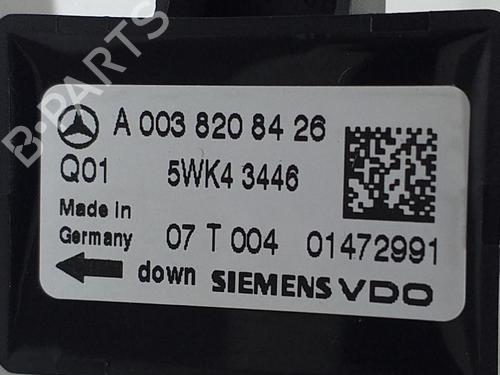 A 003 820 84 26
Q01 5WK4 3446
Made in
Germany 07 T 004 01472991
down SIEMENS VDO
B-PARTS